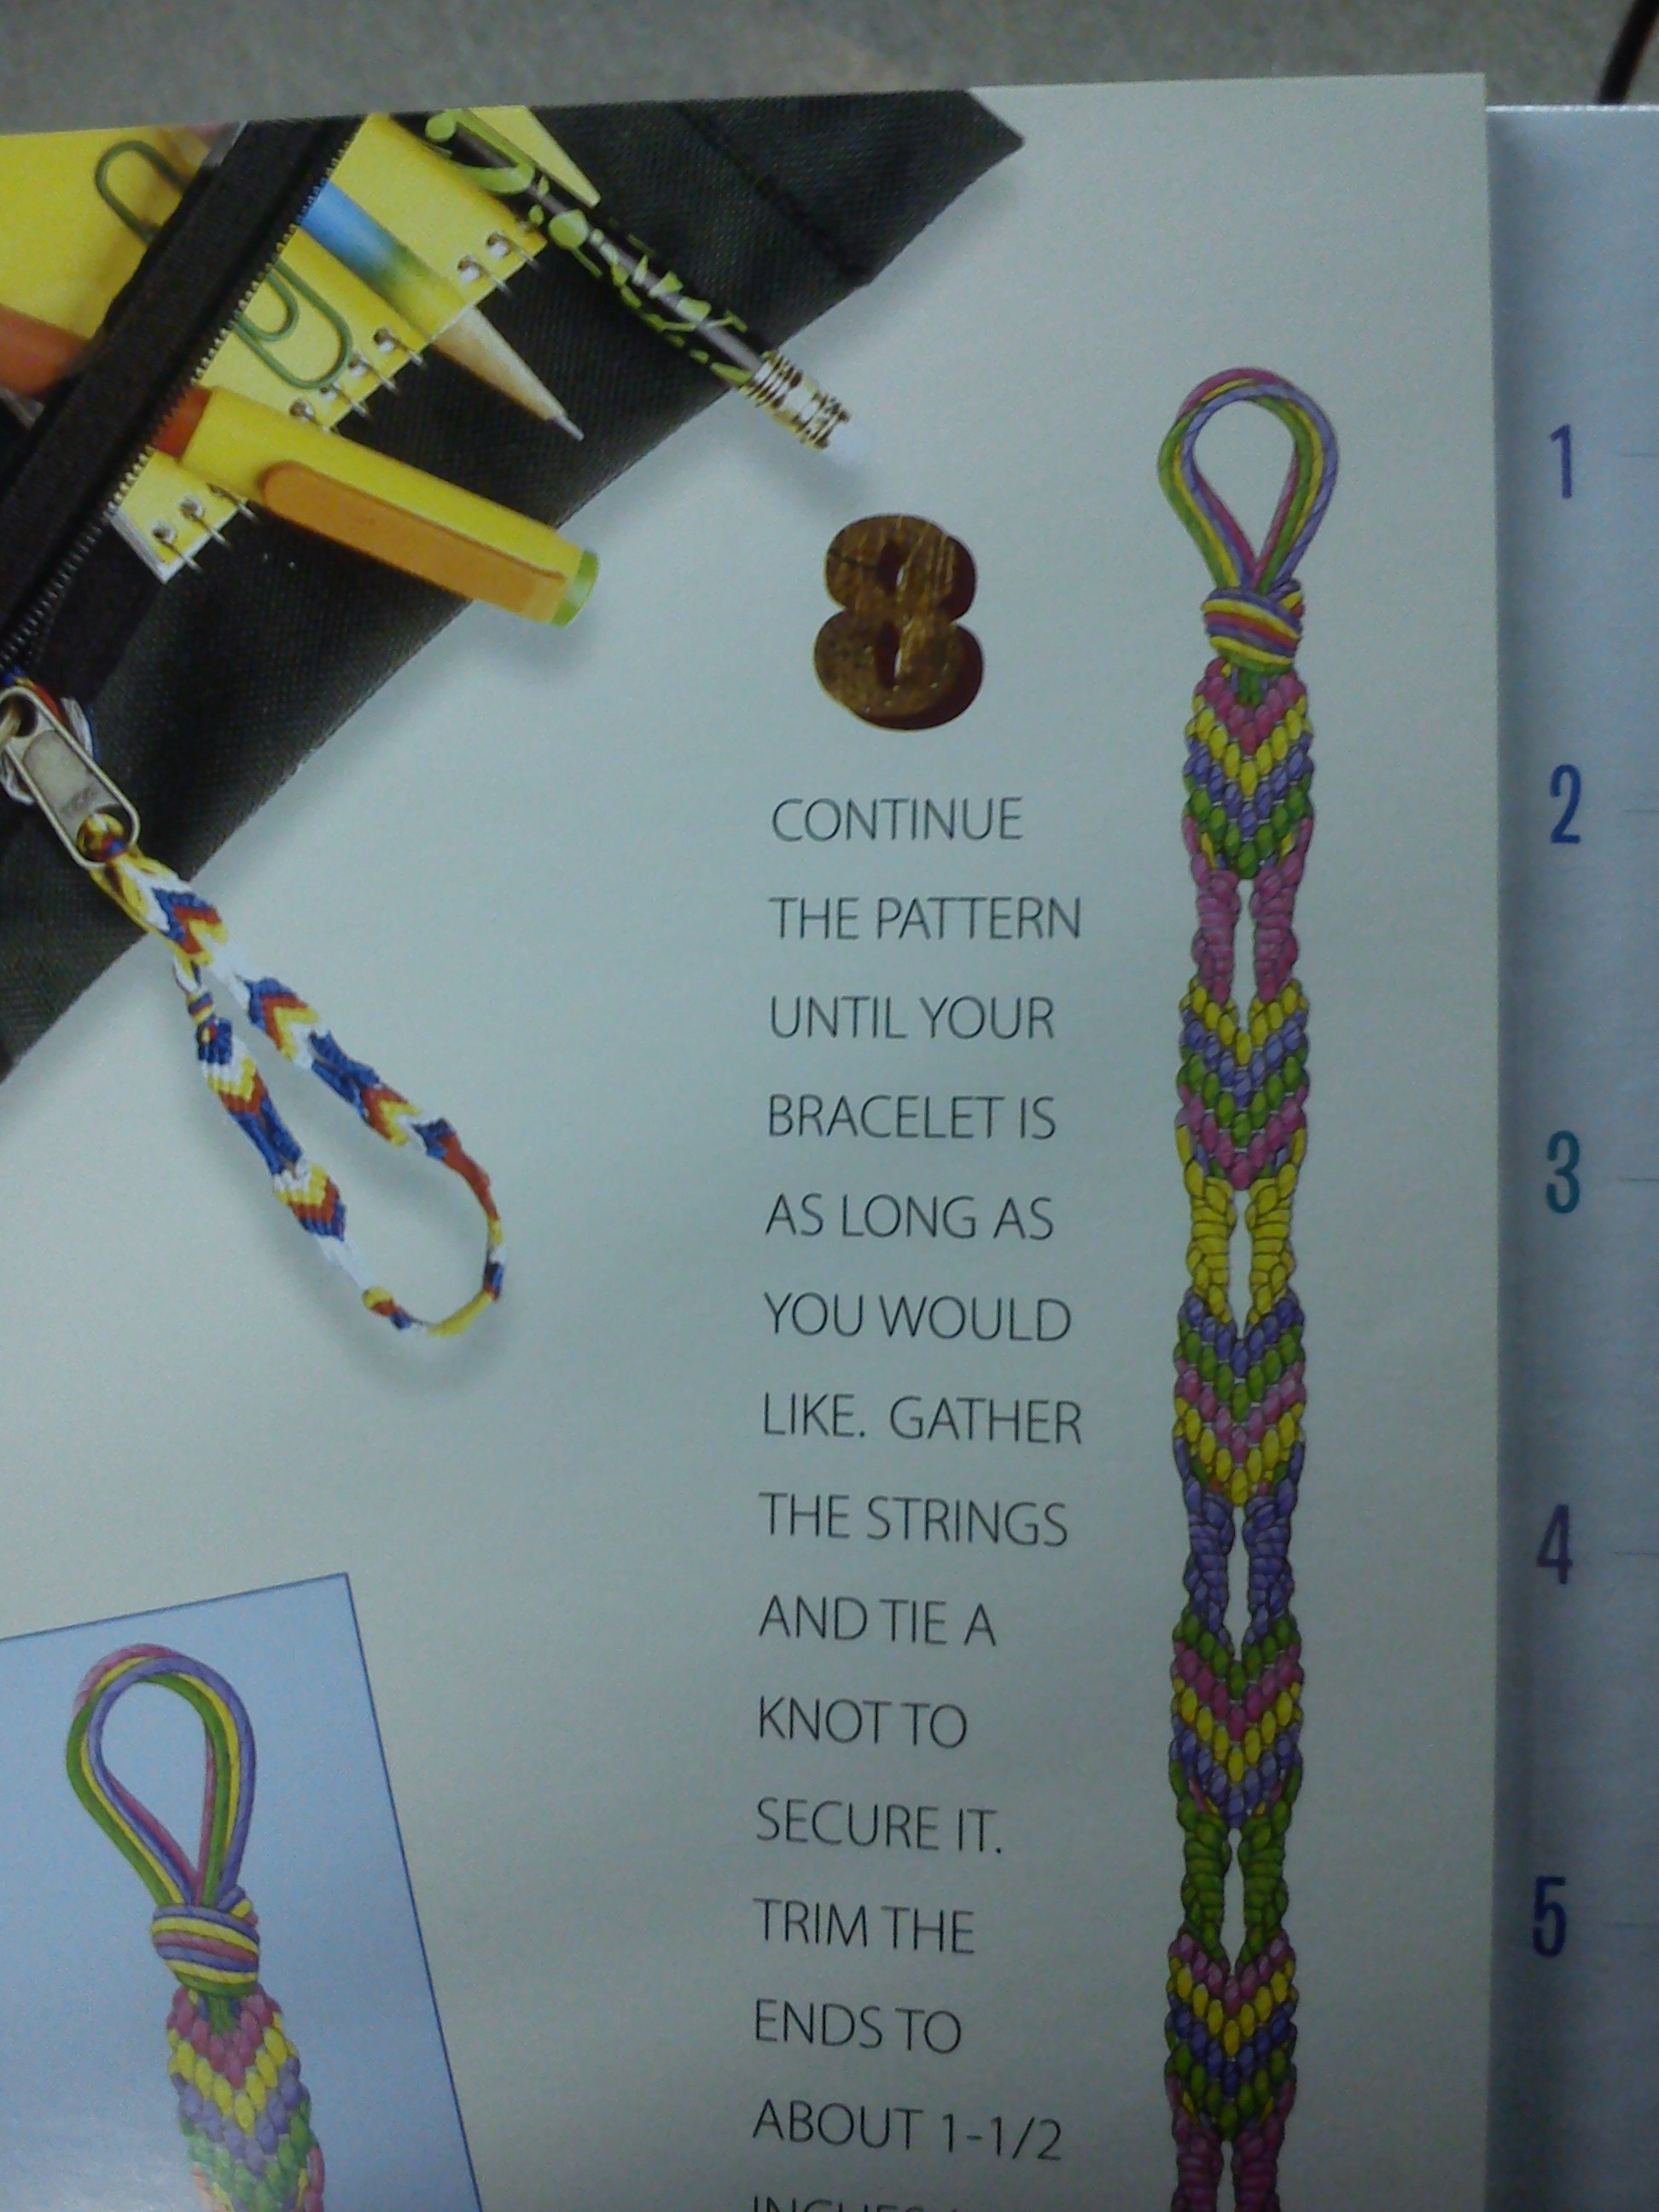 8
CONTINUE
THE PATTERN
UNTIL YOUR
BRACELET IS
AS LONG AS
YOU WOULD
LIKE. GATHER
THE STRINGS
AND TIE A
KNOT TO
SECURE IT.
TRIM THE
ENDS TO
ABOUT 1-1/2
1
2
3
4
5